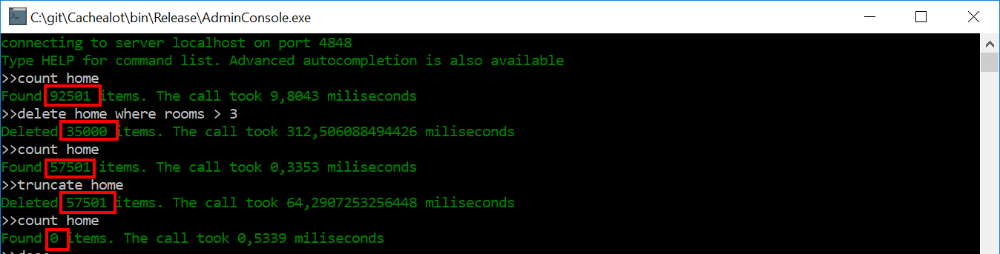 C:\git\Cachealot\bin\Release\AdminConsole.exe
connecting to server localhost on port 4848
Type HELP for command list. Advanced autocompletion is also available
>>count home
Found 92501 items. The call took 9,8043 miliseconds
>>delete home where rooms > 3
Deleted 35000 items. The call took 312,506088494426 miliseconds
>>count home
Found 57501 items. The call took 0,3353 miliseconds
>>truncate home
Deleted 57501 items. The call took 64,2907253256448 miliseconds
>>count home
Found 0 items. The call took 0,5339 miliseconds